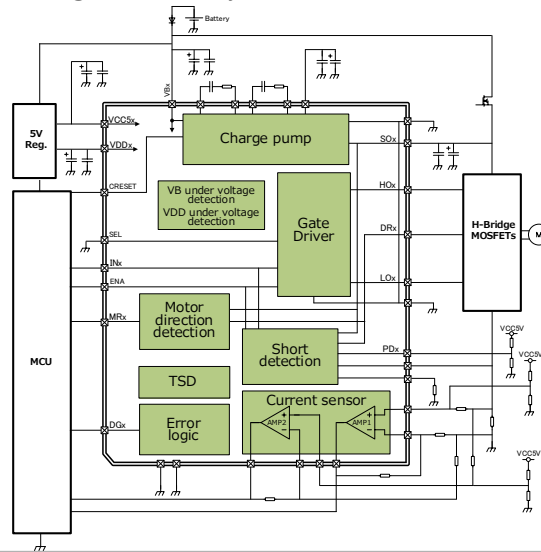 Battery
VBx
5V
Reg.
VCC5x
VDDx
Charge pump
SOx
CRESET
VB under voltage
detection
VDD under voltage
detection
Gate
Driver
HOx
DRx
LOx
H-Bridge
MOSFETs
M
SEL
INx
ENA
MRx
Motor
direction
detection
Short
detection
PDx
VCC5V
VCC5V
MCU
TSD
Current sensor
AMP2
AMP1
DGx
Error
logic
VCC5V